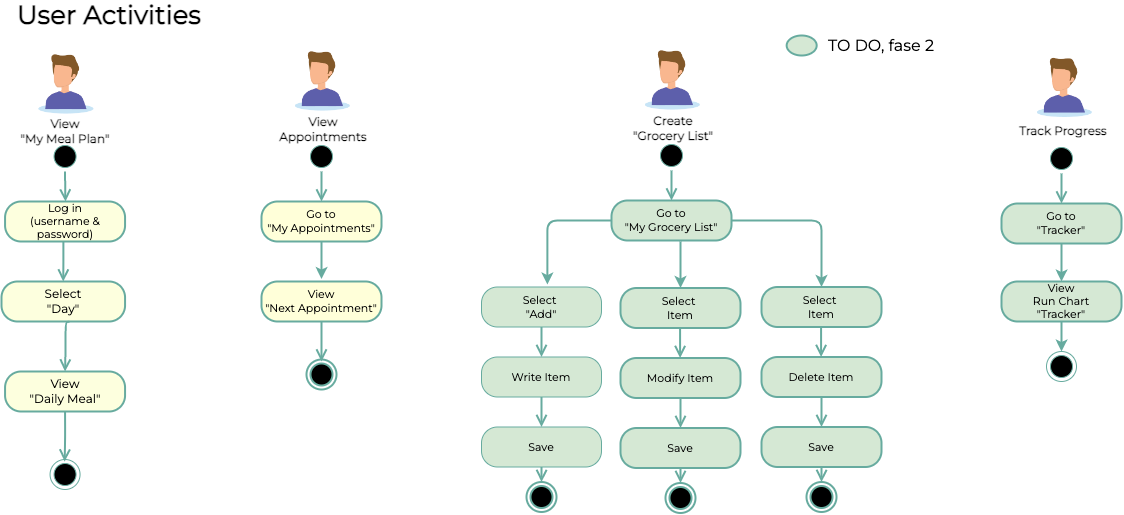 User Activities
TO DO, fase 2
View
"My Meal Plan"
Log in
(username &
password)
Select
"Day"
View
"Daily Meal"
View
Appointments
Go to
"My Appointments"
View
"Next Appointment"
Create
"Grocery List"
Go to
"My Grocery List"
Select
"Add"
Write Item
Save
Select
Item
Modify Item
Save
Select
Item
Delete Item
Save
Track Progress
Go to
"Tracker"
View
Run Chart
"Tracker"